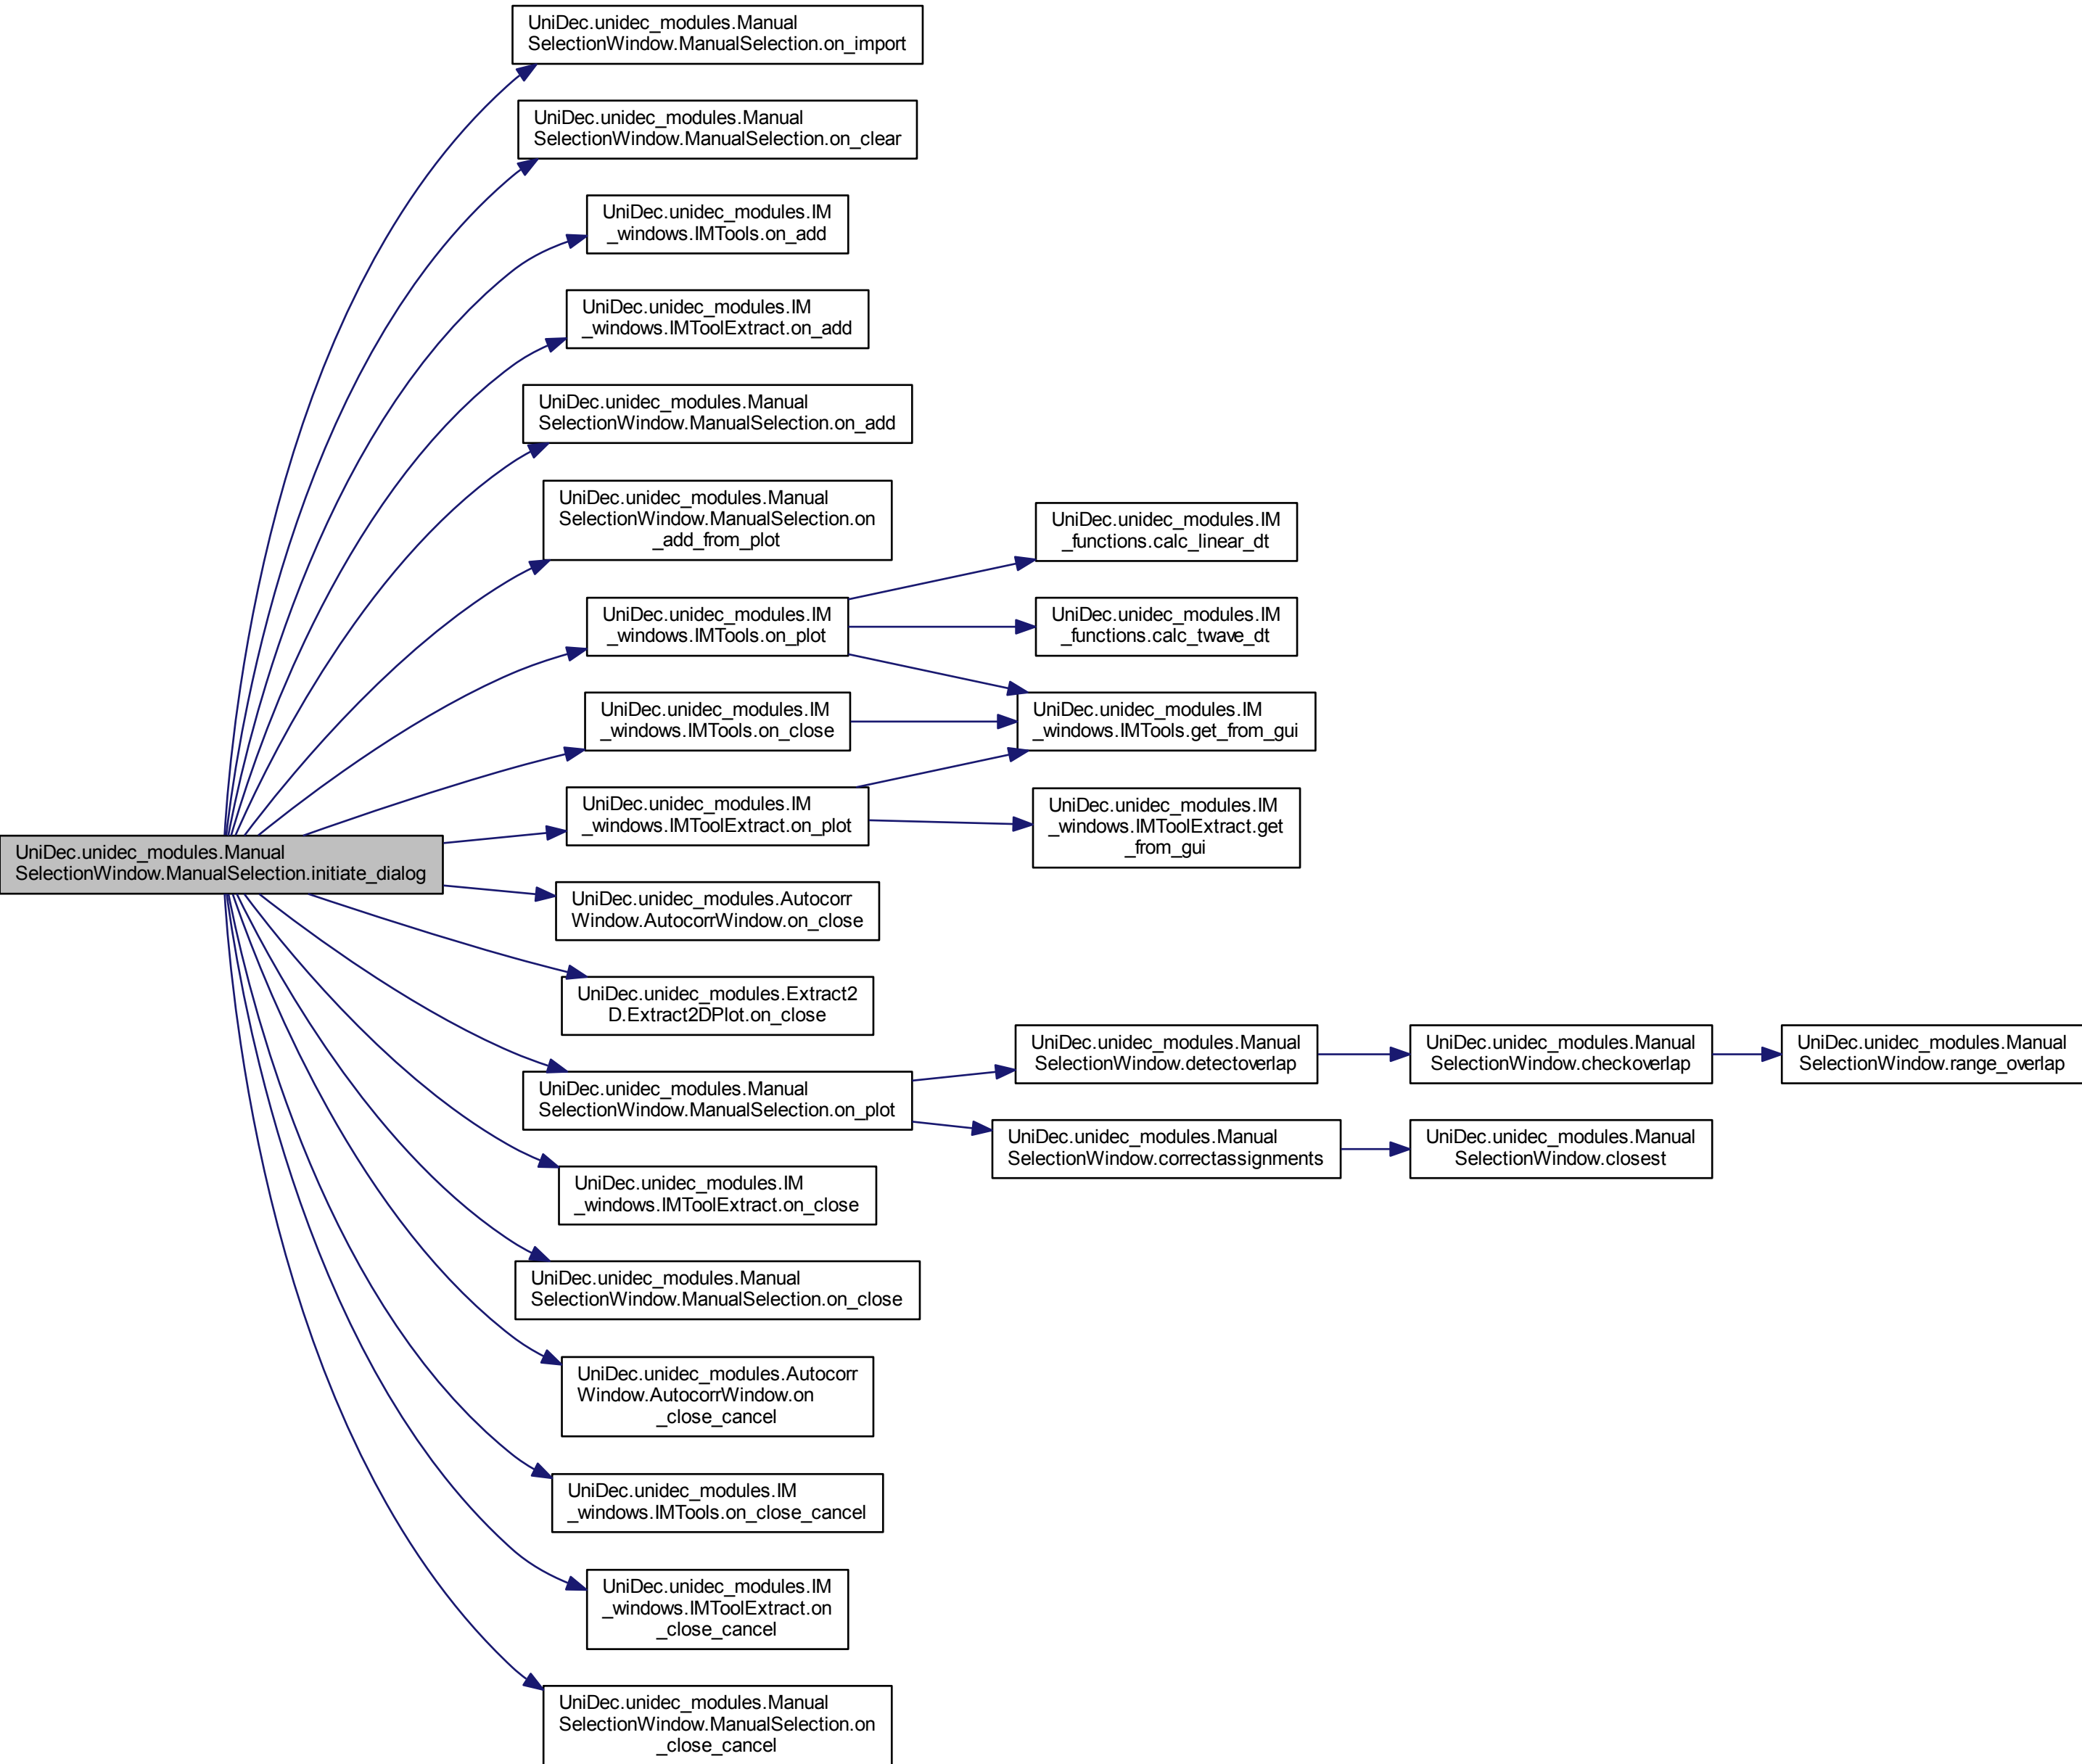 UniDec.unidec_modules.Manual
SelectionWindow.ManualSelection.on_import
UniDec.unidec_modules.Manual
SelectionWindow.ManualSelection.on_clear
UniDec.unidec_modules.IM
_windows.IMTools.on_add
UniDec.unidec_modules.IM
_windows.IMToolExtract.on_add
UniDec.unidec_modules.Manual
SelectionWindow.ManualSelection.on_add
UniDec.unidec_modules.Manual
SelectionWindow.ManualSelection.on
_add_from_plot
UniDec.unidec_modules.IM
_functions.calc_linear_dt
UniDec.unidec_modules.IM
_windows.IMTools.on_plot
UniDec.unidec_modules.IM
_functions.calc_twave_dt
UniDec.unidec_modules.IM
_windows.IMTools.on_close
UniDec.unidec_modules.IM
_windows.IMTools.get_from_gui
UniDec.unidec_modules.IM
_windows.IMToolExtract.on_plot
UniDec.unidec_modules.IM
_windows.IMToolExtract.get
_from_gui
UniDec.unidec_modules.Manual
SelectionWindow.ManualSelection.initiate_dialog
UniDec.unidec_modules.Autocorr
Window.AutocorrWindow.on_close
UniDec.unidec_modules.Extract2
D.Extract2DPlot.on_close
UniDec.unidec_modules.Manual
SelectionWindow.ManualSelection.on_plot
UniDec.unidec_modules.Manual
SelectionWindow.detectoverlap
UniDec.unidec_modules.Manual
SelectionWindow.checkoverlap
UniDec.unidec_modules.Manual
SelectionWindow.range_overlap
UniDec.unidec_modules.Manual
SelectionWindow.correctassignments
UniDec.unidec_modules.Manual
SelectionWindow.closest
UniDec.unidec_modules.IM
_windows.IMToolExtract.on_close
UniDec.unidec_modules.Manual
SelectionWindow.ManualSelection.on_close
UniDec.unidec_modules.Autocorr
Window.AutocorrWindow.on
_close_cancel
UniDec.unidec_modules.IM
_windows.IMTools.on_close_cancel
UniDec.unidec_modules.IM
_windows.IMToolExtract.on
_close_cancel
UniDec.unidec_modules.Manual
SelectionWindow.ManualSelection.on
_close_cancel